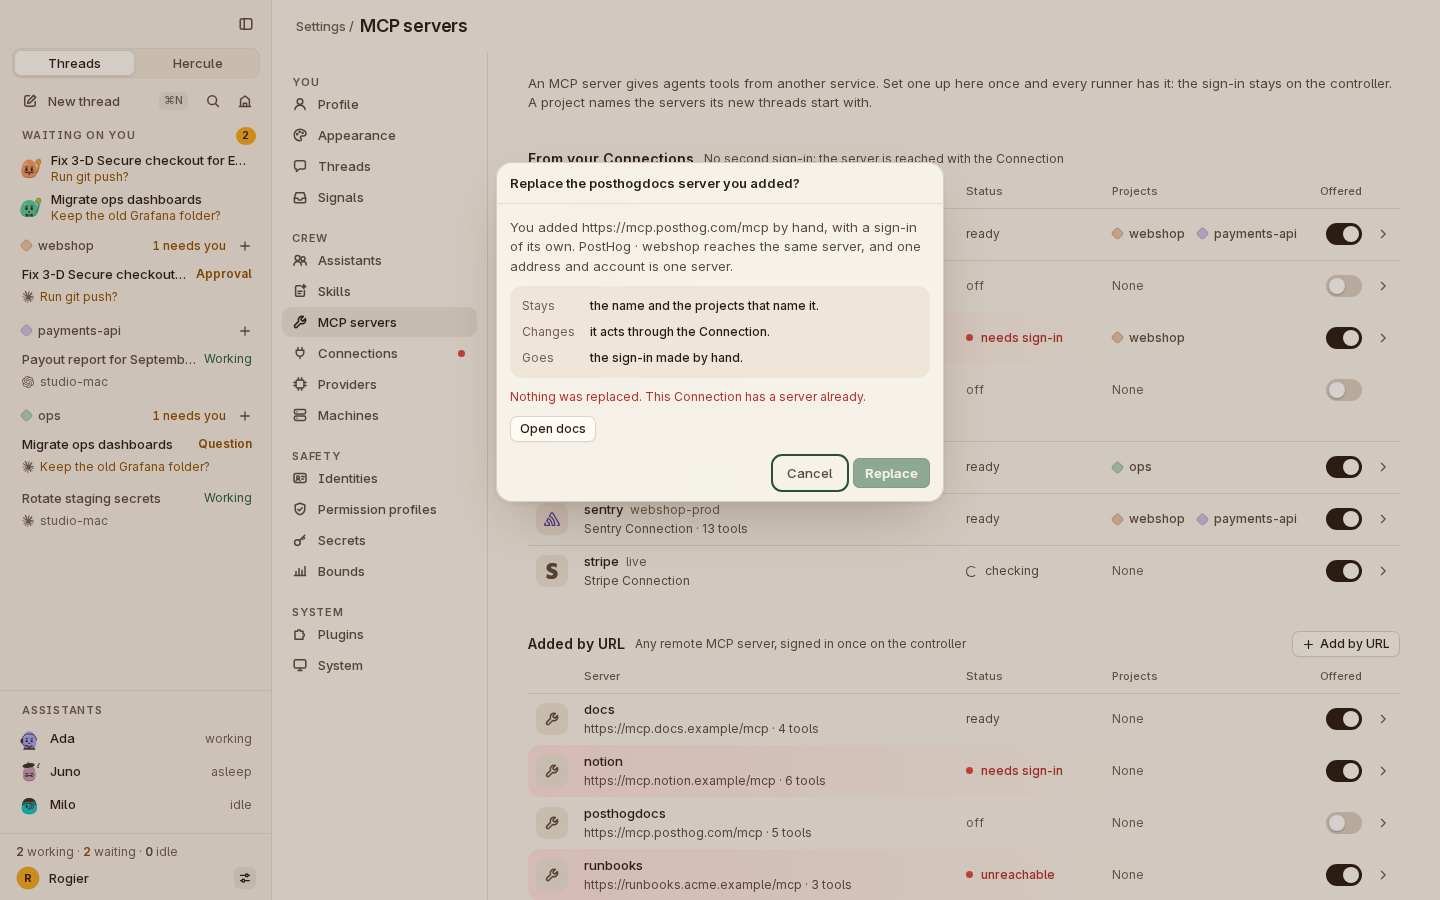 Threads
Hercule
New thread
⌘N
WAITING ON YOU
2
Fix 3-D Secure checkout for E…
Run git push?
Migrate ops dashboards
Keep the old Grafana folder?
webshop
1 needs you
Fix 3-D Secure checkout…
Approval
Run git push?
payments-api
Payout report for Septemb…
Working
studio-mac
ops
1 needs you
Migrate ops dashboards
Question
Keep the old Grafana folder?
Rotate staging secrets
Working
studio-mac
ASSISTANTS
Ada
working
Juno
asleep
Milo
idle
2 working · 2 waiting · 0 idle
R
Rogier
Settings / MCP servers
YOU
Profile
Appearance
Threads
Signals
CREW
Assistants
Skills
MCP servers
Connections
Providers
Machines
SAFETY
Identities
Permission profiles
Secrets
Bounds
SYSTEM
Plugins
System
An MCP server gives agents tools from another service. Set one up here once and every runner has it: the sign-in stays on the controller.
A project names the servers its new threads start with.
From your Connections No second sign-in: the server is reached with the Connection
Status Projects Offered
ready webshop payments-api
off None
needs sign-in webshop
off None
ready ops
sentry webshop-prod
Sentry Connection · 13 tools
ready webshop payments-api
stripe live
Stripe Connection
checking None
Replace the posthogdocs server you added?
You added https://mcp.posthog.com/mcp by hand, with a sign-in
of its own. PostHog · webshop reaches the same server, and one
address and account is one server.
Stays the name and the projects that name it.
Changes it acts through the Connection.
Goes the sign-in made by hand.
Nothing was replaced. This Connection has a server already.
Open docs
Cancel
Replace
Added by URL Any remote MCP server, signed in once on the controller
Add by URL
Server Status Projects Offered
docs
https://mcp.docs.example/mcp · 4 tools
ready None
notion
https://mcp.notion.example/mcp · 6 tools
needs sign-in None
posthogdocs
https://mcp.posthog.com/mcp · 5 tools
off None
runbooks
https://runbooks.acme.example/mcp · 3 tools
unreachable None